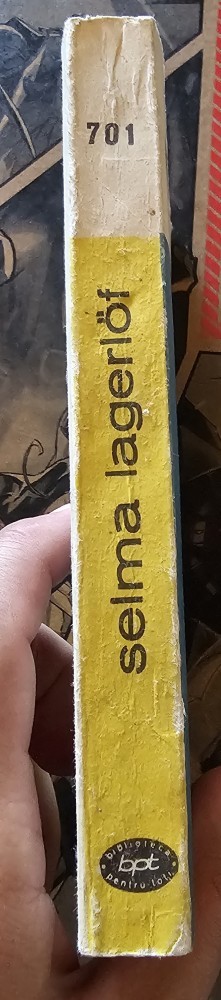 701
selma lagerlöf
biblioteca
bpt
pentru toți